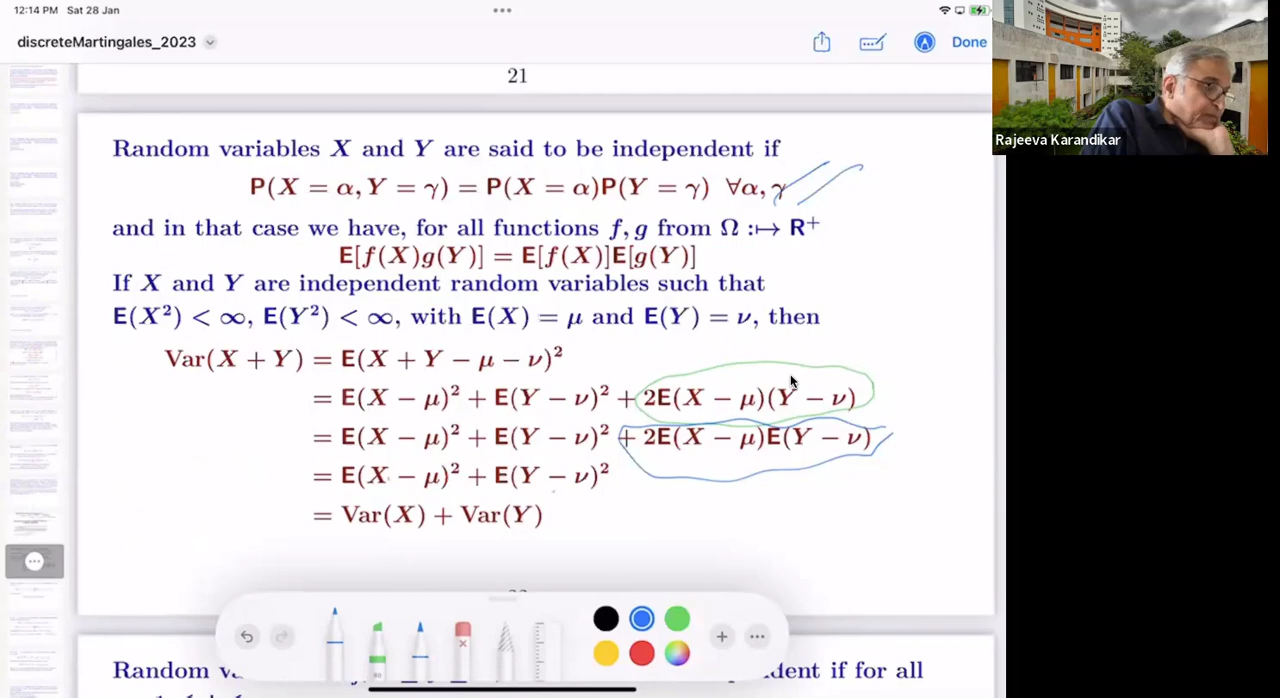 12:14 PM Sat 28 Jan
discreteMartingales_2023
Done
21
Rajeeva Karandikar
Random variables X and Y are said to be independent if
P(X = α, Y = γ) = P(X = α)P(Y = γ) ∀α, γ
and in that case we have, for all functions f, g from Ω :↦ R⁺
E[f(X)g(Y)] = E[f(X)]E[g(Y)]
If X and Y are independent random variables such that
E(X²) < ∞, E(Y²) < ∞, with E(X) = μ and E(Y) = ν, then
Var(X + Y) = E(X + Y − μ − ν)²
= E(X − μ)² + E(Y − ν)² + 2E(X − μ)(Y − ν)
= E(X − μ)² + E(Y − ν)² + 2E(X − μ)E(Y − ν)
= E(X − μ)² + E(Y − ν)²
= Var(X) + Var(Y)
Random
if for all